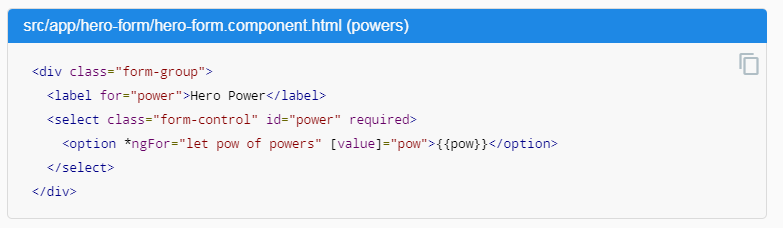 src/app/hero-form/hero-form.component.html (powers)
<div class="form-group">
  <label for="power">Hero Power</label>
  <select class="form-control" id="power" required>
    <option *ngFor="let pow of powers" [value]="pow">{{pow}}</option>
  </select>
</div>